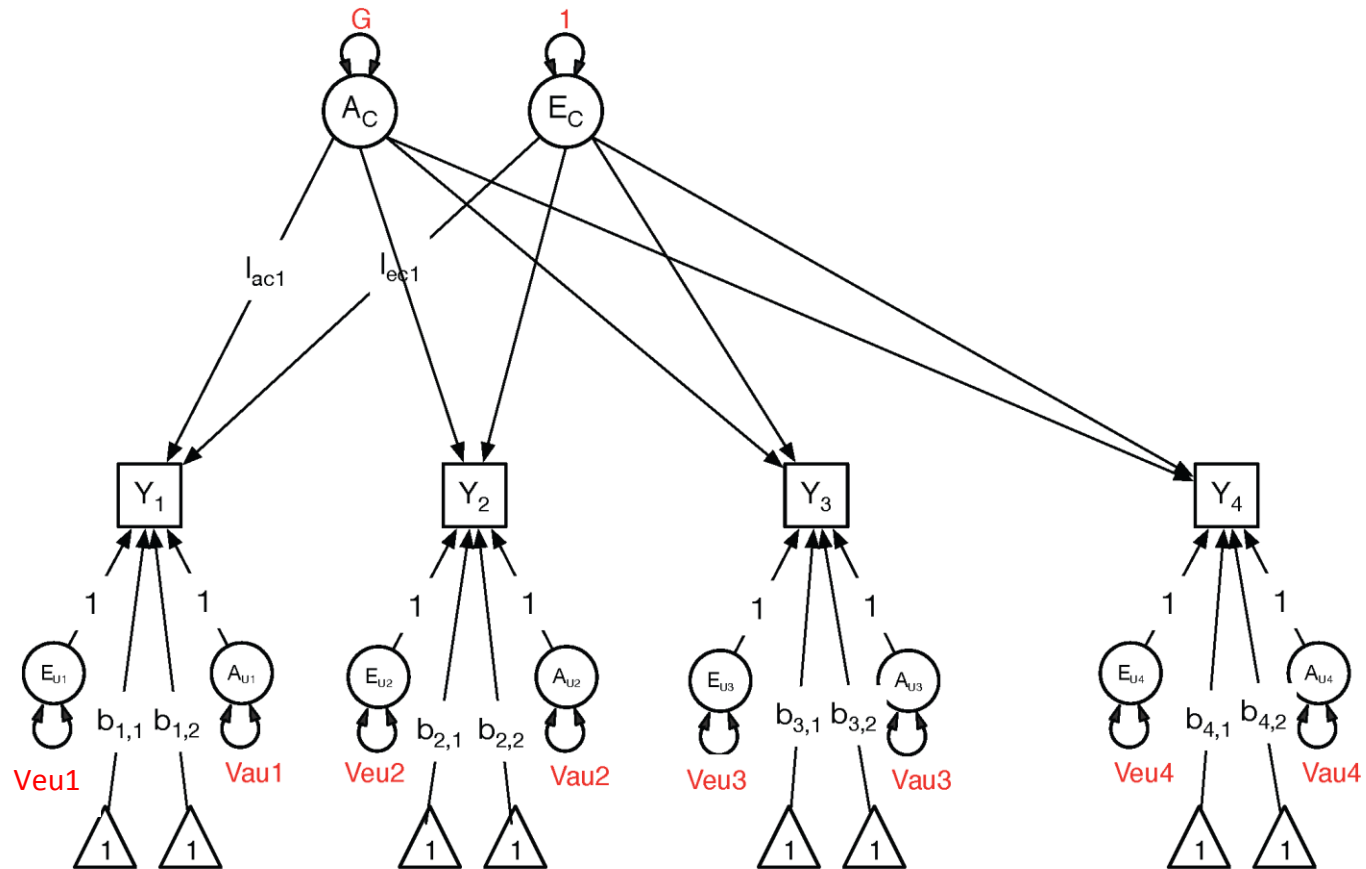 G 1
A_C E_C
l_ac1 l_ec1
Y_1 Y_2 Y_3 Y_4
1 1 1 1 1 1 1 1
E_U1 A_U1 E_U2 A_U2 E_U3 A_U3 E_U4 A_U4
b_1,1 b_1,2 b_2,1 b_2,2 b_3,1 b_3,2 b_4,1 b_4,2
Veu1 Vau1 Veu2 Vau2 Veu3 Vau3 Veu4 Vau4
1 1 1 1 1 1 1 1